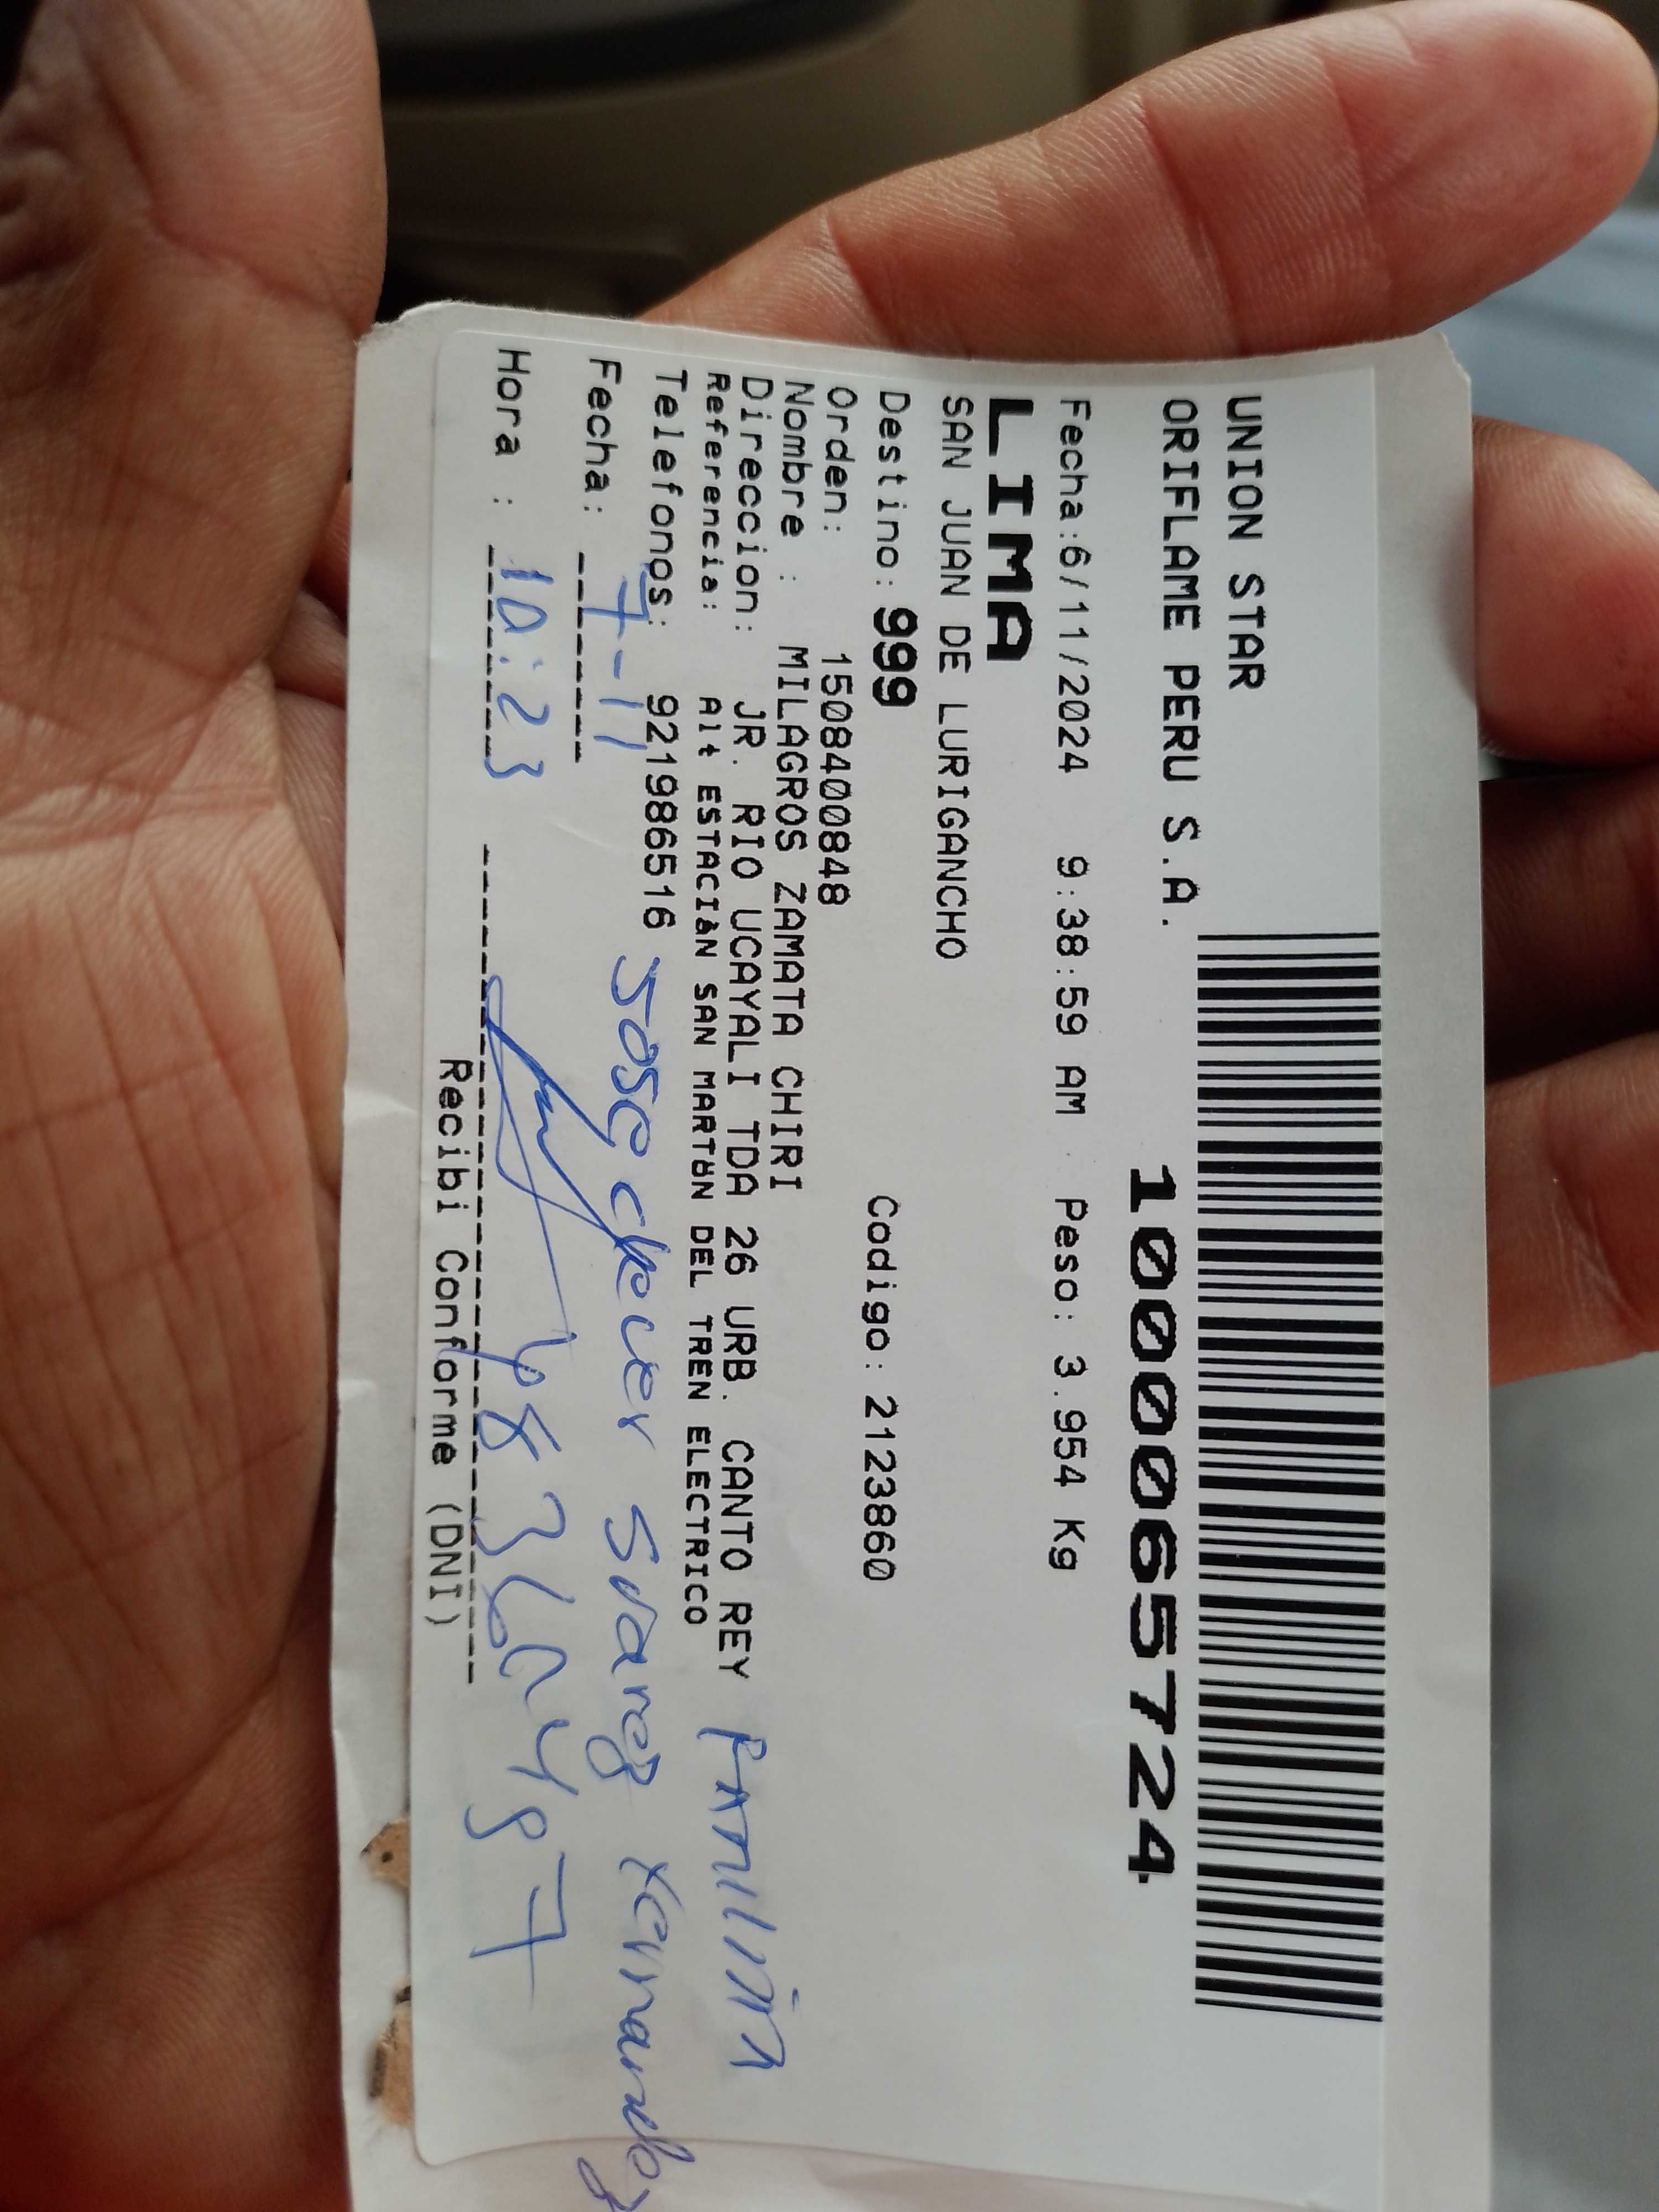 UNION STAR
ORIFLAME PERU S.A.
1000065724
Fecha:6/11/2024 9:38:59 AM Peso: 3.954 Kg
LIMA
SAN JUAN DE LURIGANCHO
Destino: 999 Codigo: 2123860
Orden: 1508400848
Nombre : MILAGROS ZAMATA CHIRI
Direccion: JR. RIO UCAYALI TDA 26 URB. CANTO REY
Referencia: Alt ESTACIàN SAN MARTÖN DEL TREN ELECTRICO
Telefonos: 921986516
Fecha: 7-11
Hora : 10:23
Recibi Conforme (DNI)